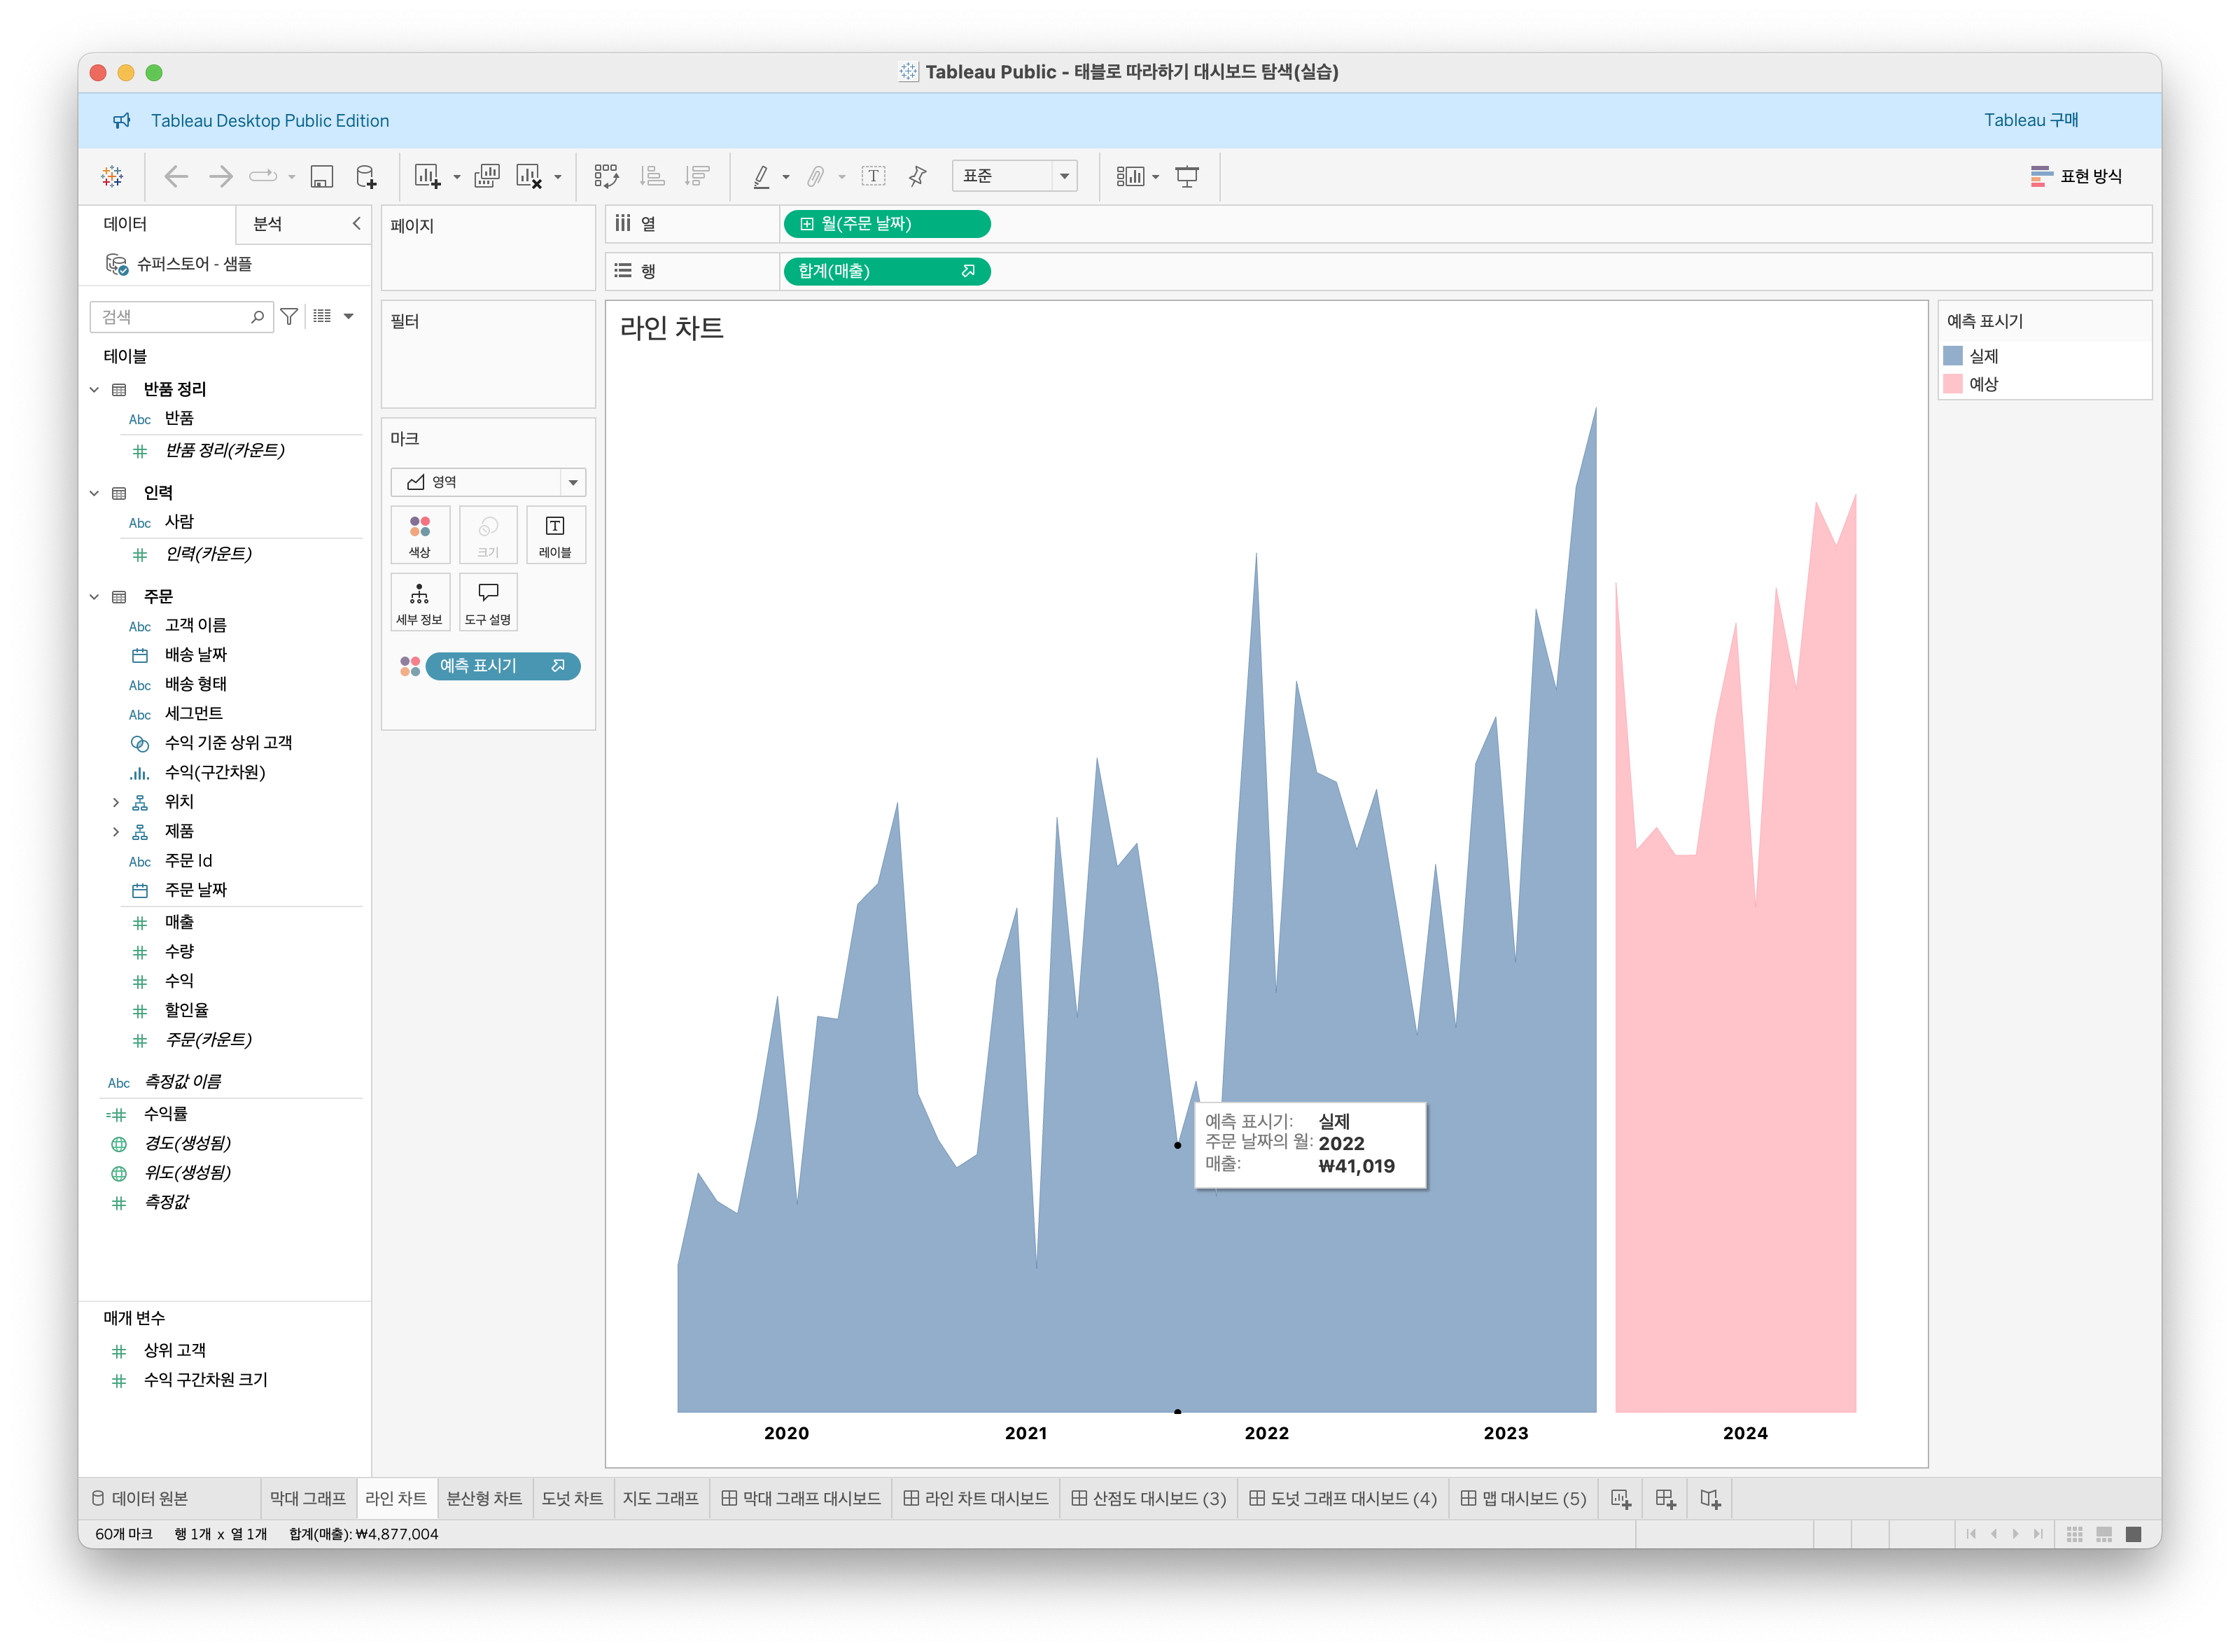 Tableau Public - 태블로 따라하기 대시보드 탐색(실습)
Tableau Desktop Public Edition
Tableau 구매
표준
표현 방식
데이터
분석
슈퍼스토어 - 샘플
검색
테이블
반품 정리
Abc 반품
반품 정리(카운트)
인력
Abc 사람
인력(카운트)
주문
Abc 고객 이름
배송 날짜
Abc 배송 형태
Abc 세그먼트
수익 기준 상위 고객
수익(구간차원)
위치
제품
Abc 주문 Id
주문 날짜
매출
수량
수익
할인율
주문(카운트)
Abc 측정값 이름
수익률
경도(생성됨)
위도(생성됨)
측정값
매개 변수
상위 고객
수익 구간차원 크기
페이지
필터
마크
영역
색상
크기
레이블
세부 정보
도구 설명
예측 표시기
열
월(주문 날짜)
행
합계(매출)
라인 차트
예측 표시기: 실제
주문 날짜의 월: 2022
매출: ₩41,019
2020 2021 2022 2023 2024
예측 표시기
실제
예상
데이터 원본 막대 그래프 라인 차트 분산형 차트 도넛 차트 지도 그래프 막대 그래프 대시보드 라인 차트 대시보드 산점도 대시보드 (3) 도넛 그래프 대시보드 (4) 맵 대시보드 (5)
60개 마크 행 1개 x 열 1개 합계(매출): ₩4,877,004